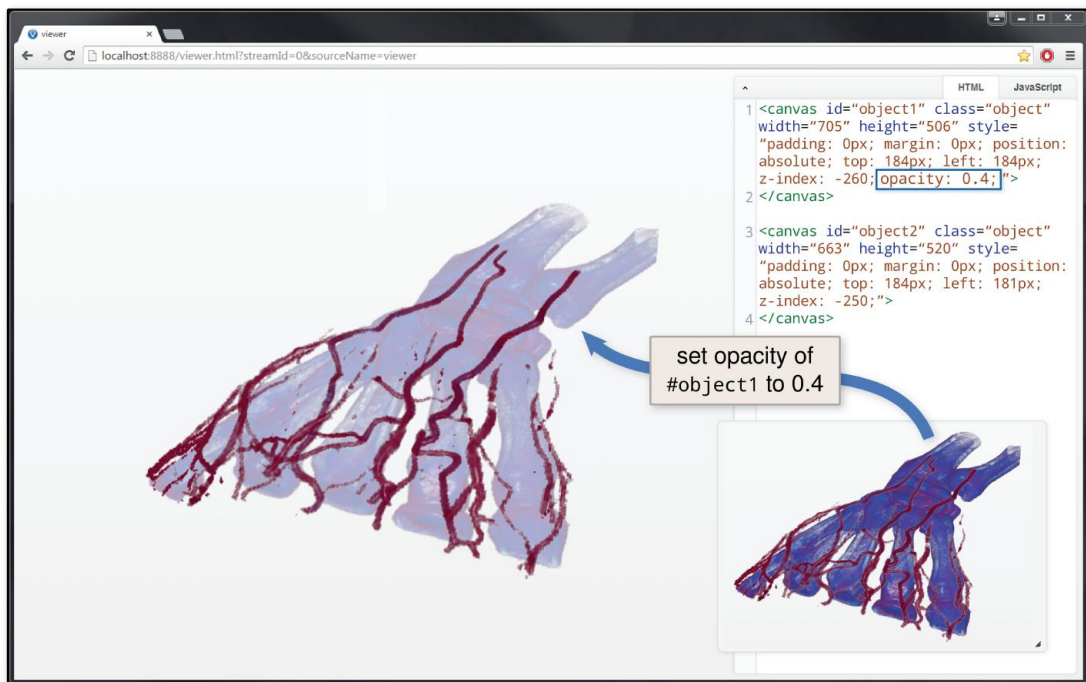 viewer
localhost:8888/viewer.html?streamId=0&sourceName=viewer
HTML JavaScript
1 <canvas id=“object1” class=“object”
width=“705” height=“506” style=
“padding: 0px; margin: 0px; position:
absolute; top: 184px; left: 184px;
z-index: -260; opacity: 0.4; ”>
2 </canvas>
3 <canvas id=“object2” class=“object”
width=“663” height=“520” style=
“padding: 0px; margin: 0px; position:
absolute; top: 184px; left: 181px;
z-index: -250;”>
4 </canvas>
set opacity of
#object1 to 0.4